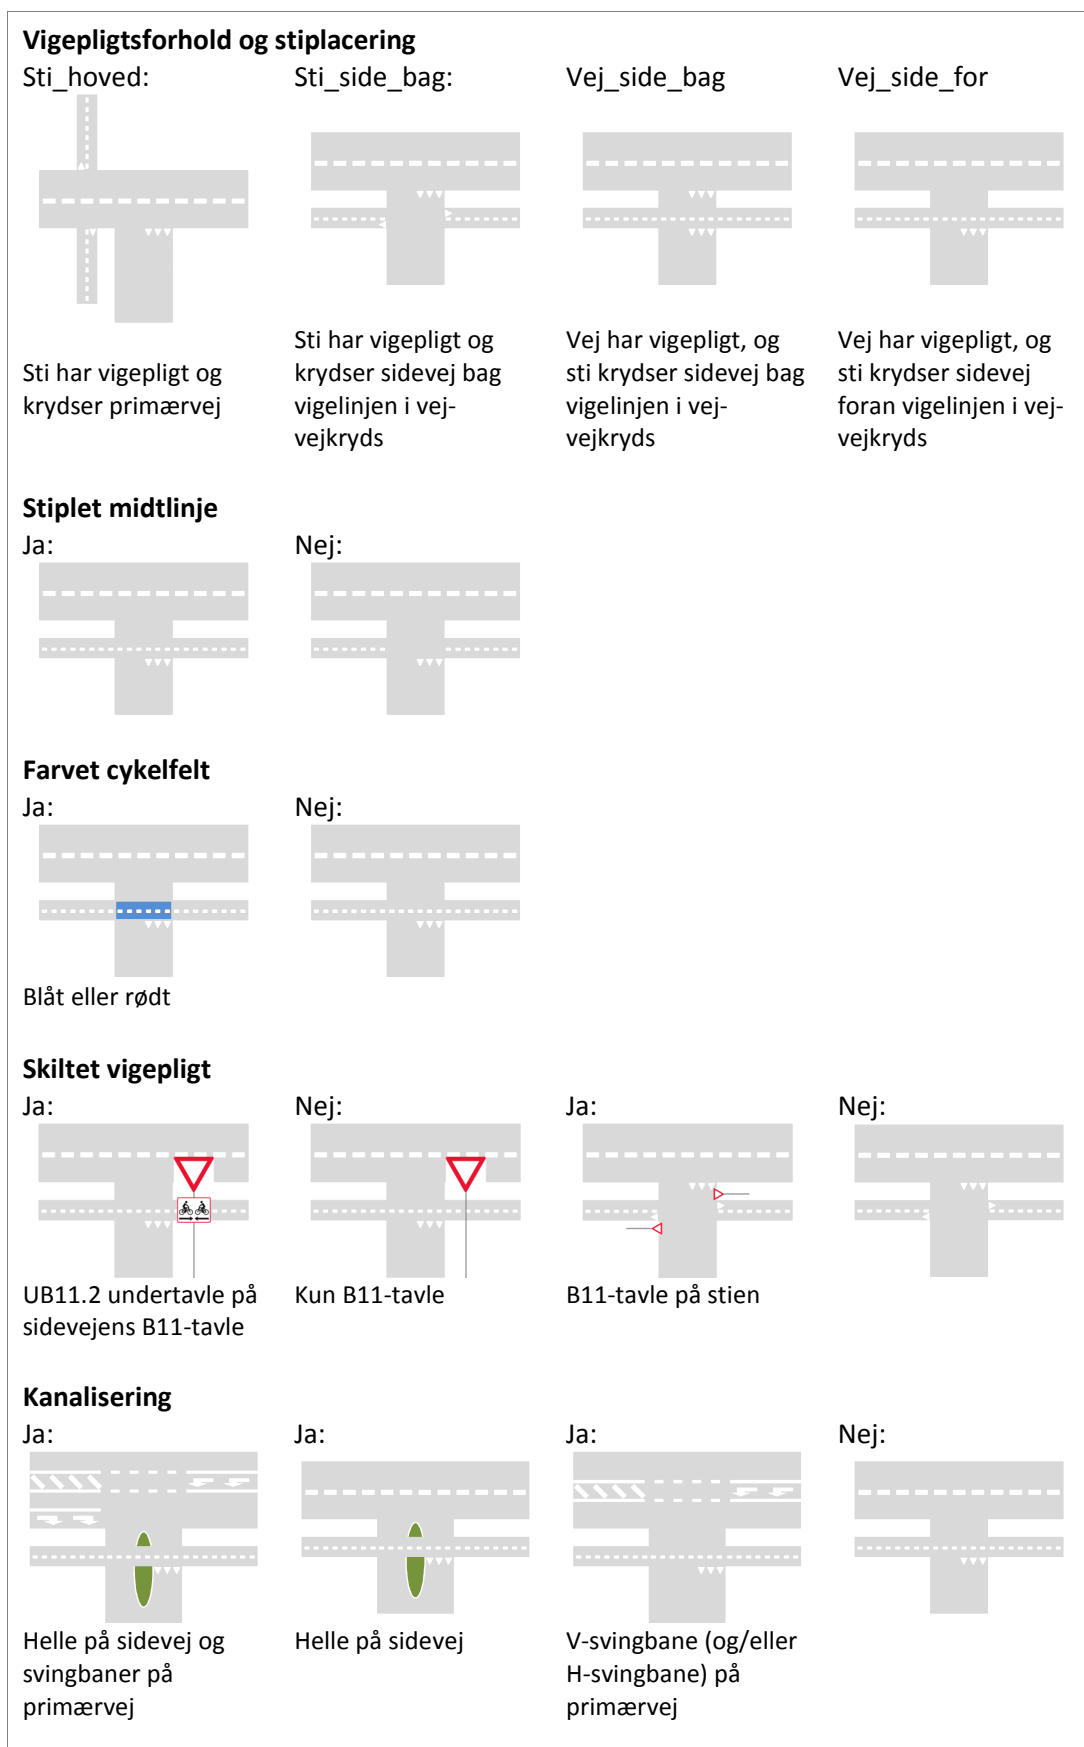 Vigepligtsforhold og stiplacering
Sti_hoved:
Sti_side_bag:
Vej_side_bag
Vej_side_for
Sti har vigepligt og
krydser primærvej
Sti har vigepligt og
krydser sidevej bag
vigelinjen i vej-
vejkryds
Vej har vigepligt, og
sti krydser sidevej bag
vigelinjen i vej-
vejkryds
Vej har vigepligt, og
sti krydser sidevej
foran vigelinjen i vej-
vejkryds
Stiplet midtlinje
Ja:
Nej:
Farvet cykelfelt
Ja:
Nej:
Blåt eller rødt
Skiltet vigepligt
Ja:
Nej:
Ja:
Nej:
UB11.2 undertavle på
sidevejens B11-tavle
Kun B11-tavle
B11-tavle på stien
Kanalisering
Ja:
Ja:
Ja:
Nej:
Helle på sidevej og
svingbaner på
primærvej
Helle på sidevej
V-svingbane (og/eller
H-svingbane) på
primærvej